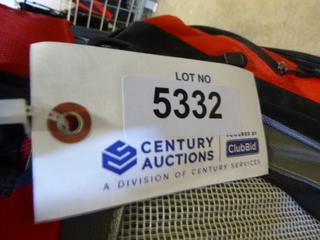 LOT NO
5332
CENTURY
AUCTIONS
POWERED BY
ClubBid
A DIVISION OF CENTURY SERVICES